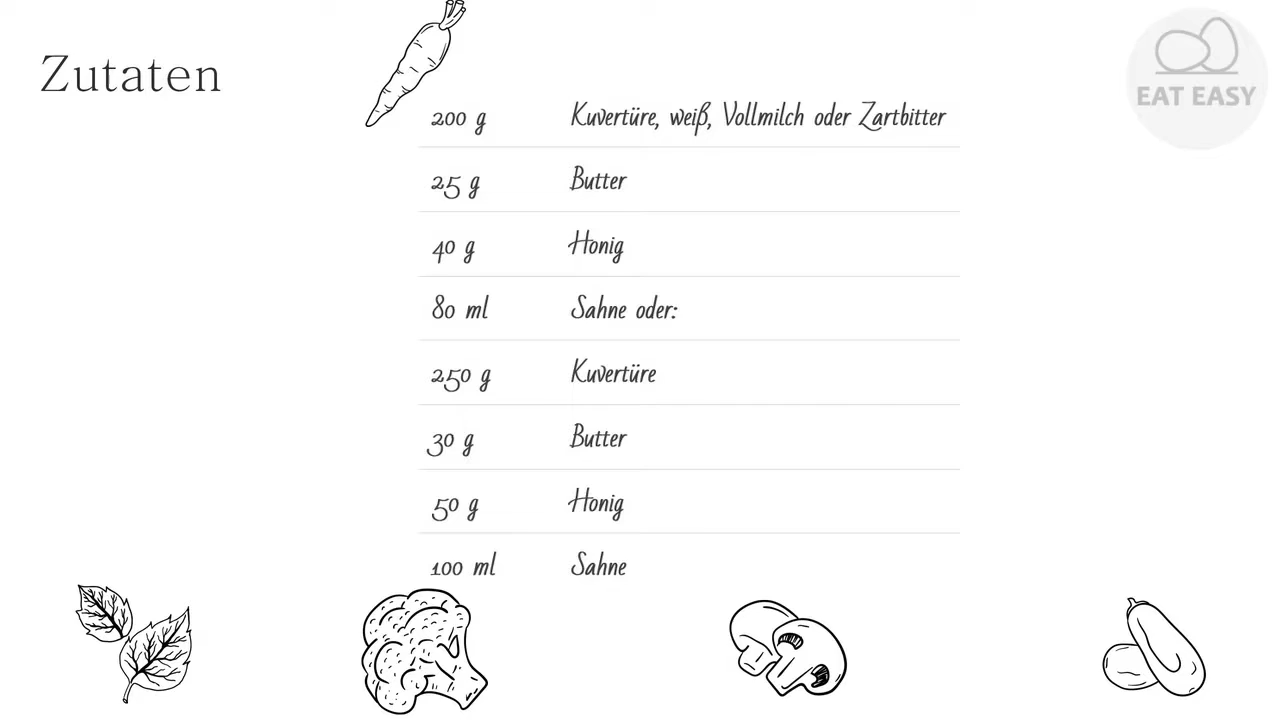 Zutaten
EAT EASY
200 g Kuvertüre, weiß, Vollmilch oder Zartbitter
25 g Butter
40 g Honig
80 ml Sahne oder:
250 g Kuvertüre
30 g Butter
50 g Honig
100 ml Sahne